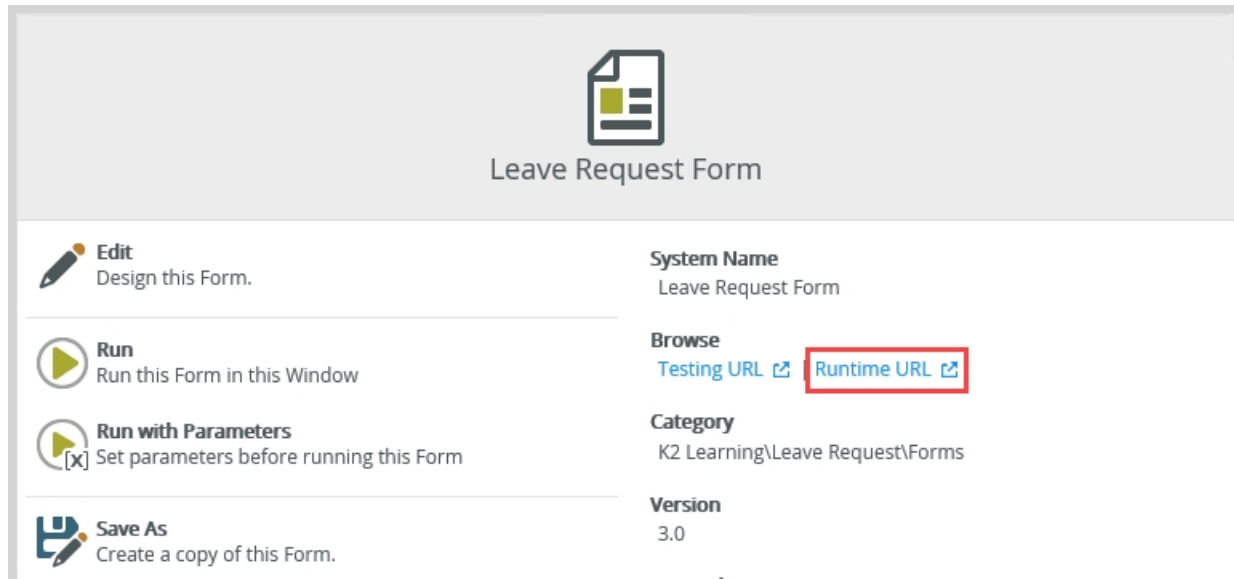 Leave Request Form
Edit
Design this Form.
Run
Run this Form in this Window
Run with Parameters
[x] Set parameters before running this Form
Save As
Create a copy of this Form.
System Name
Leave Request Form
Browse
Testing URL | Runtime URL
Category
K2 Learning\Leave Request\Forms
Version
3.0